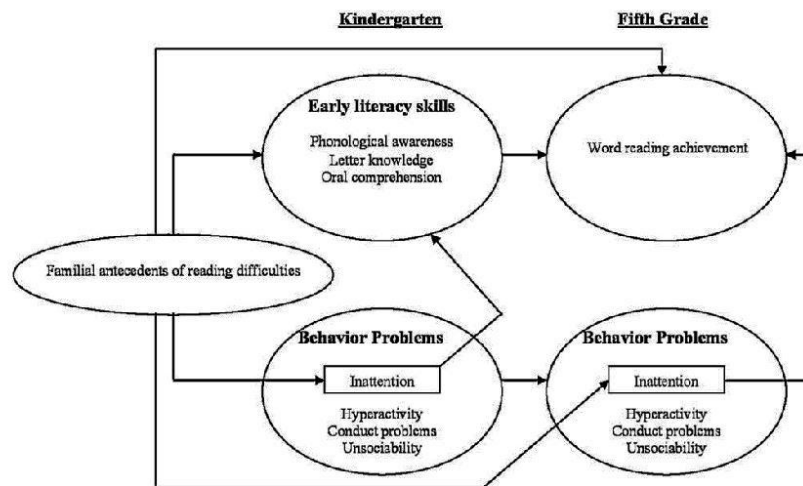 Kindergarten
Fifth Grade
Early literacy skills
Phonological awareness
Letter knowledge
Oral comprehension
Word reading achievement
Familial antecedents of reading difficulties
Behavior Problems
Inattention
Hyperactivity
Conduct problems
Unsociability
Behavior Problems
Inattention
Hyperactivity
Conduct problems
Unsociability